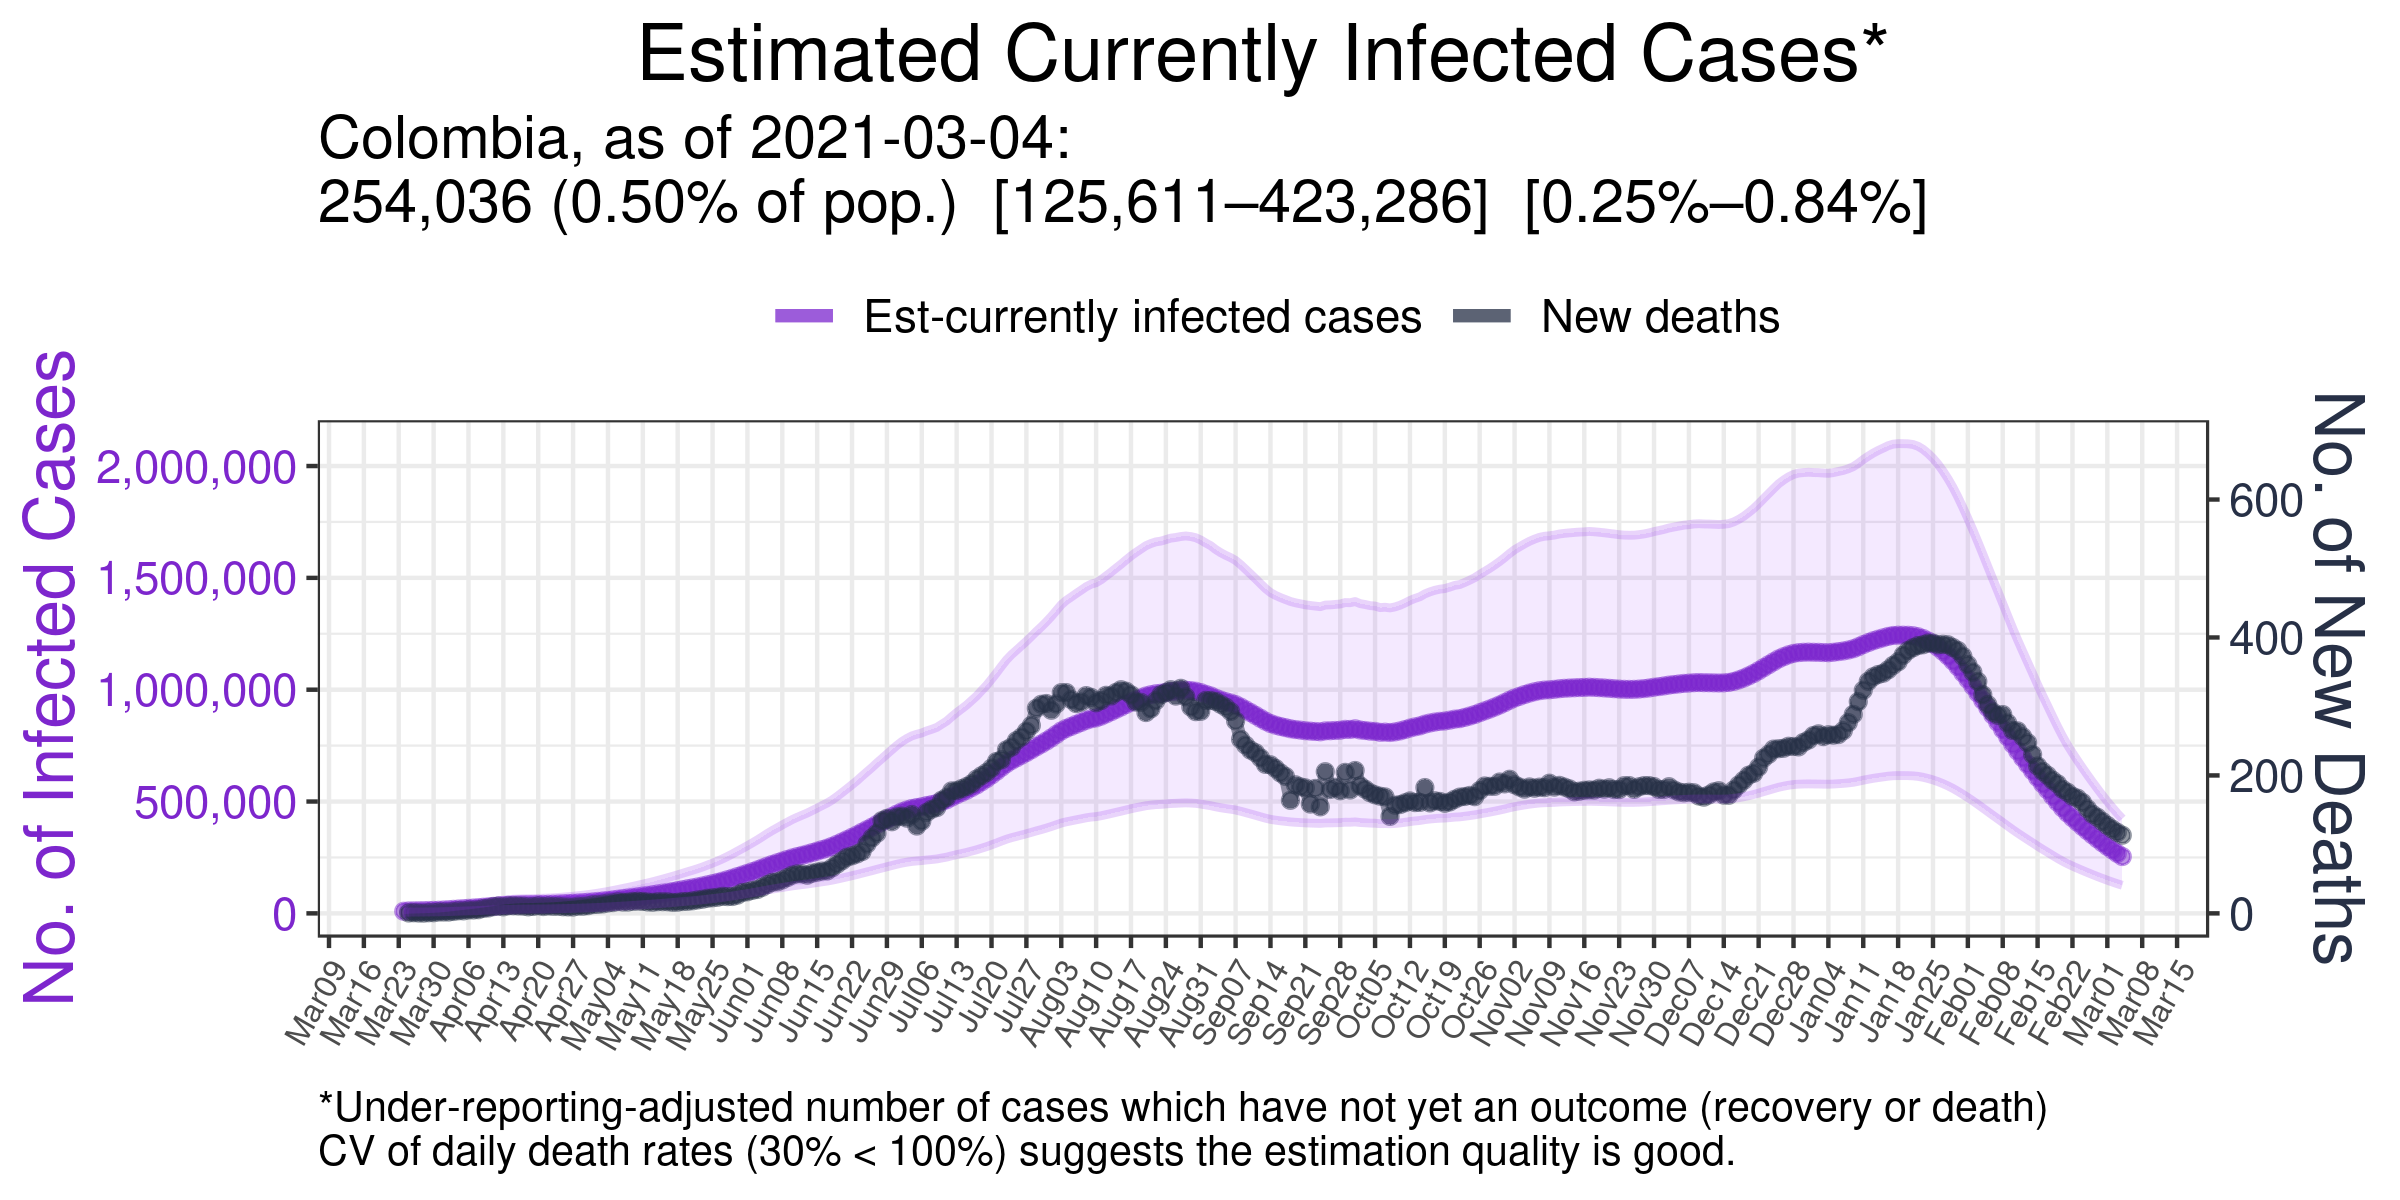 Estimated Currently Infected Cases*
Colombia, as of 2021-03-04:
254,036 (0.50% of pop.) [125,611–423,286] [0.25%–0.84%]
Est-currently infected cases New deaths
No. of Infected Cases
2,000,000
1,500,000
1,000,000
500,000
0
No. of New Deaths
600
400
200
0
Mar09 Mar16 Mar23 Mar30 Apr06 Apr13 Apr20 Apr27 May04 May11 May18 May25 Jun01 Jun08 Jun15 Jun22 Jun29 Jul06 Jul13 Jul20 Jul27 Aug03 Aug10 Aug17 Aug24 Aug31 Sep07 Sep14 Sep21 Sep28 Oct05 Oct12 Oct19 Oct26 Nov02 Nov09 Nov16 Nov23 Nov30 Dec07 Dec14 Dec21 Dec28 Jan04 Jan11 Jan18 Jan25 Feb01 Feb08 Feb15 Feb22 Mar01 Mar08 Mar15
*Under-reporting-adjusted number of cases which have not yet an outcome (recovery or death)
CV of daily death rates (30% < 100%) suggests the estimation quality is good.